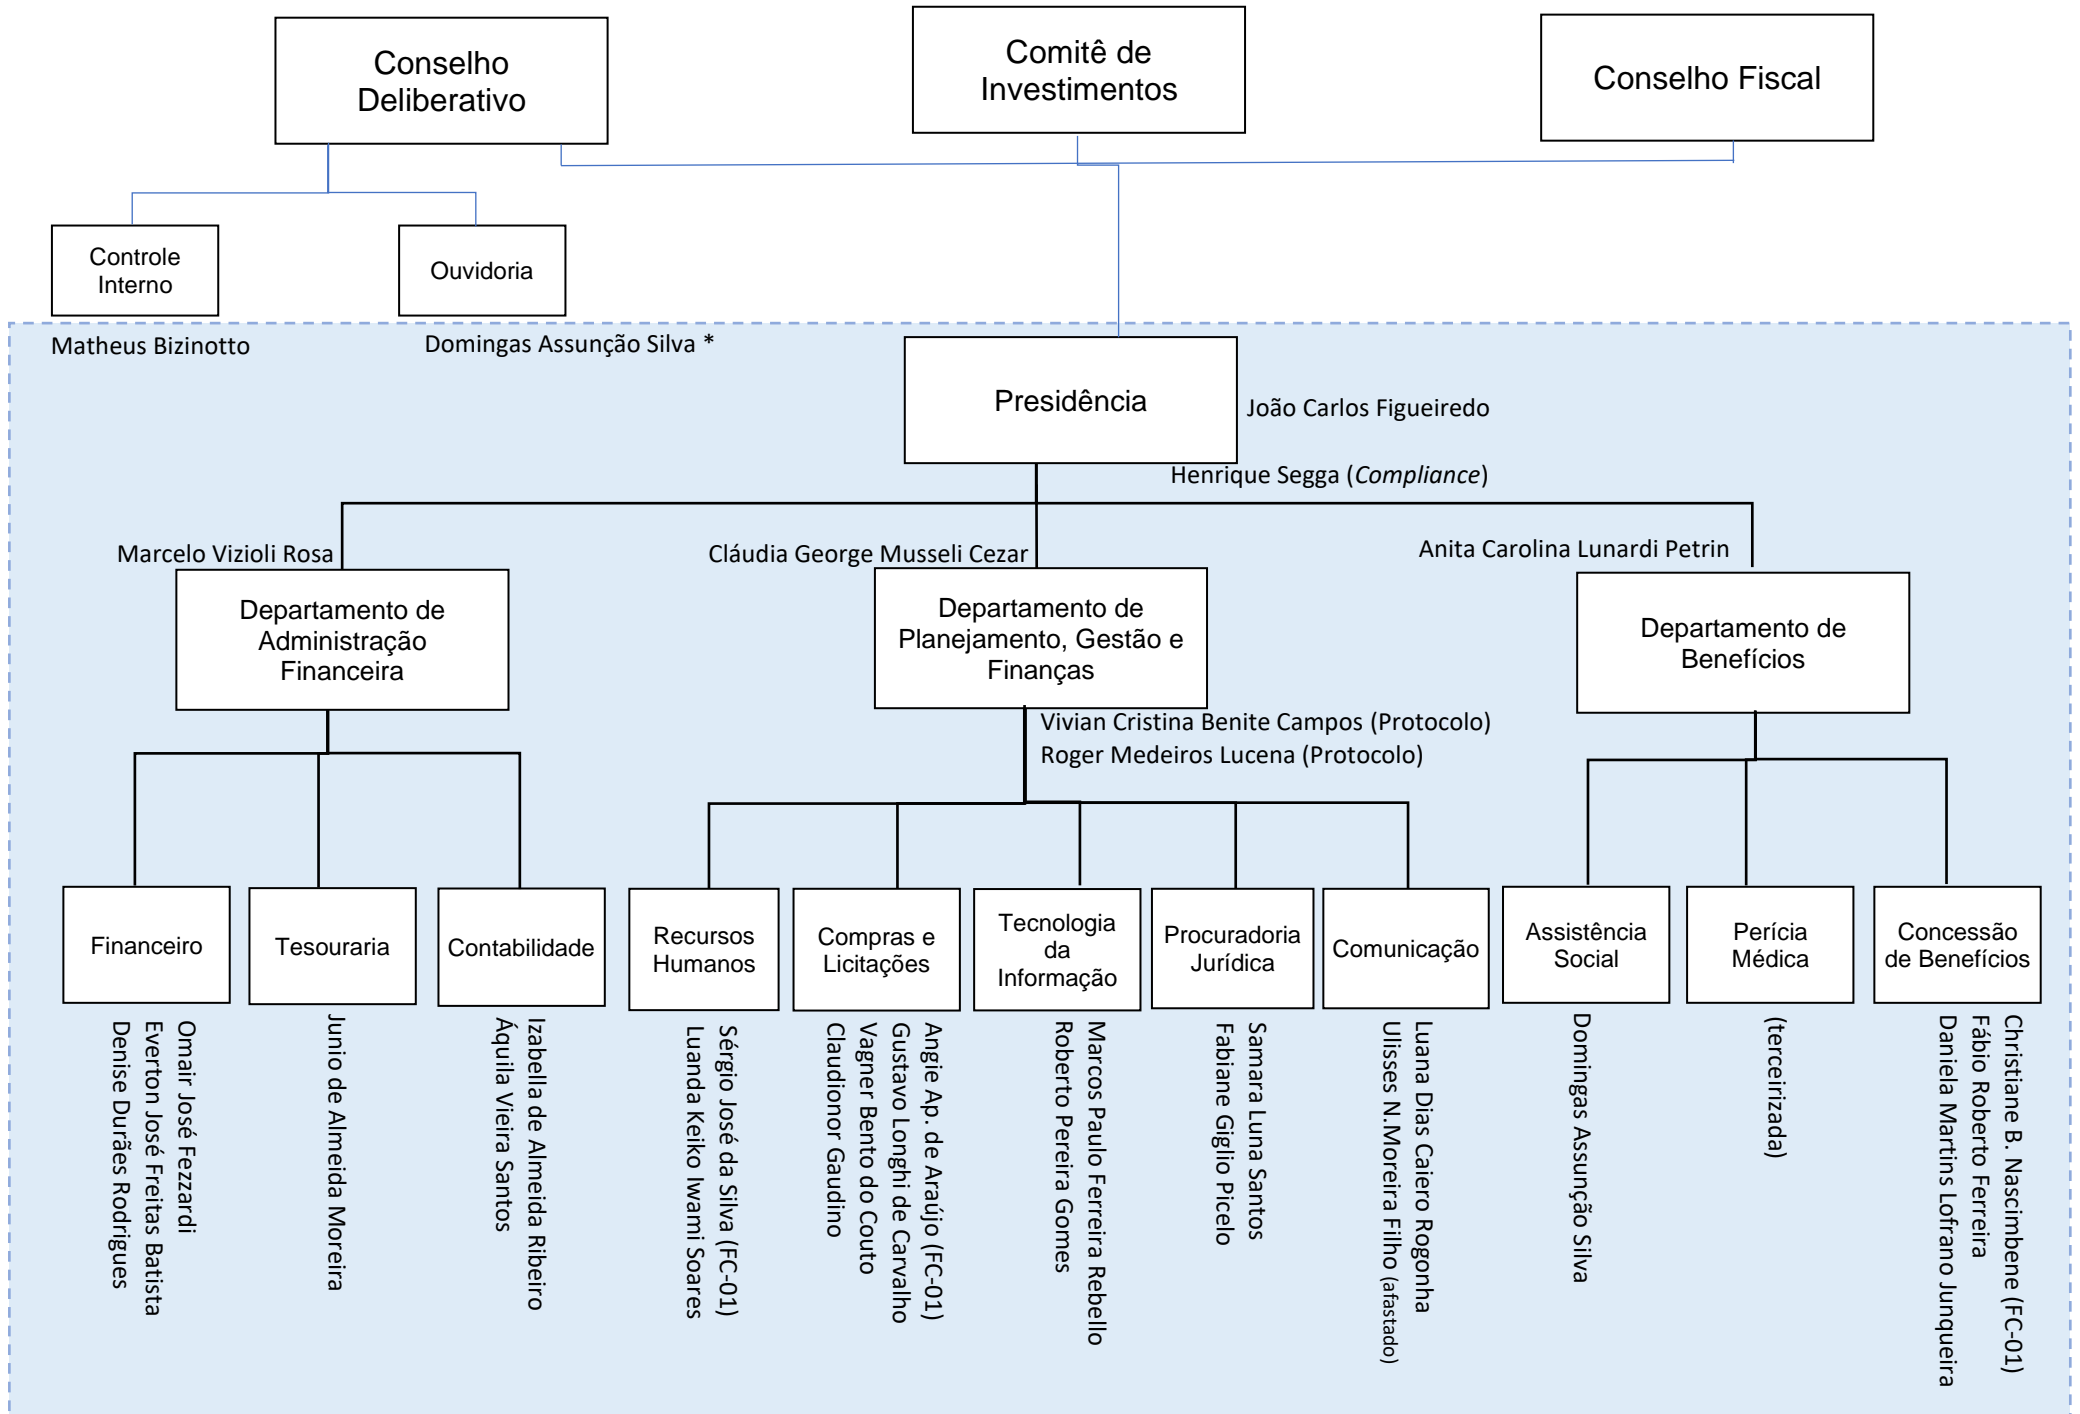 Conselho
Deliberativo
Comitê de
Investimentos
Conselho Fiscal
Controle
Interno
Ouvidoria
Matheus Bizinotto
Domingas Assunção Silva *
Presidência
João Carlos Figueiredo
Henrique Segga (Compliance)
Marcelo Vizioli Rosa
Cláudia George Musseli Cezar
Anita Carolina Lunardi Petrin
Departamento de
Administração
Financeira
Departamento de
Planejamento, Gestão e
Finanças
Departamento de
Benefícios
Vivian Cristina Benite Campos (Protocolo)
Roger Medeiros Lucena (Protocolo)
Financeiro
Tesouraria
Contabilidade
Recursos
Humanos
Compras e
Licitações
Tecnologia
da
Informação
Procuradoria
Jurídica
Comunicação
Assistência
Social
Perícia
Médica
Concessão
de Benefícios
Omair José Fezzardi
Everton José Freitas Batista
Denise Durães Rodrigues
Junio de Almeida Moreira
Izabella de Almeida Ribeiro
Áquila Vieira Santos
Sérgio José da Silva (FC-01)
Luanda Keiko Iwami Soares
Angie Ap. de Araújo (FC-01)
Gustavo Longhi de Carvalho
Vagner Bento do Couto
Claudionor Gaudino
Marcos Paulo Ferreira Rebello
Roberto Pereira Gomes
Samara Luna Santos
Fabiane Giglio Picelo
Luana Dias Caiero Rogonha
Ulisses N.Moreira Filho (afastado)
Domingas Assunção Silva
(terceirizada)
Christiane B. Nascimbene (FC-01)
Fábio Roberto Ferreira
Daniela Martins Lofrano Junqueira